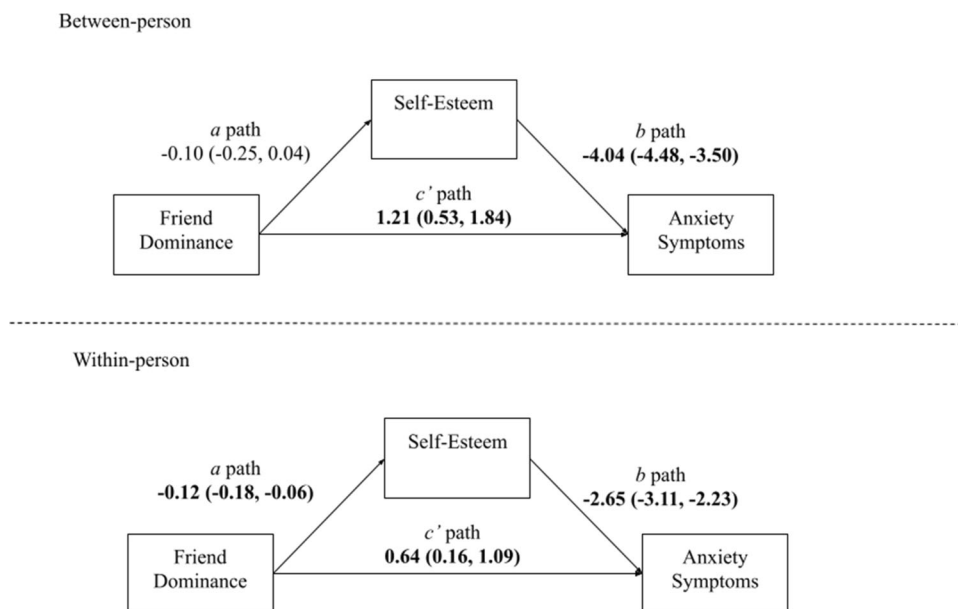 Between-person
Self-Esteem
a path
-0.10 (-0.25, 0.04)
b path
-4.04 (-4.48, -3.50)
c’ path
1.21 (0.53, 1.84)
Friend
Dominance
Anxiety
Symptoms
Within-person
Self-Esteem
a path
-0.12 (-0.18, -0.06)
b path
-2.65 (-3.11, -2.23)
c’ path
0.64 (0.16, 1.09)
Friend
Dominance
Anxiety
Symptoms